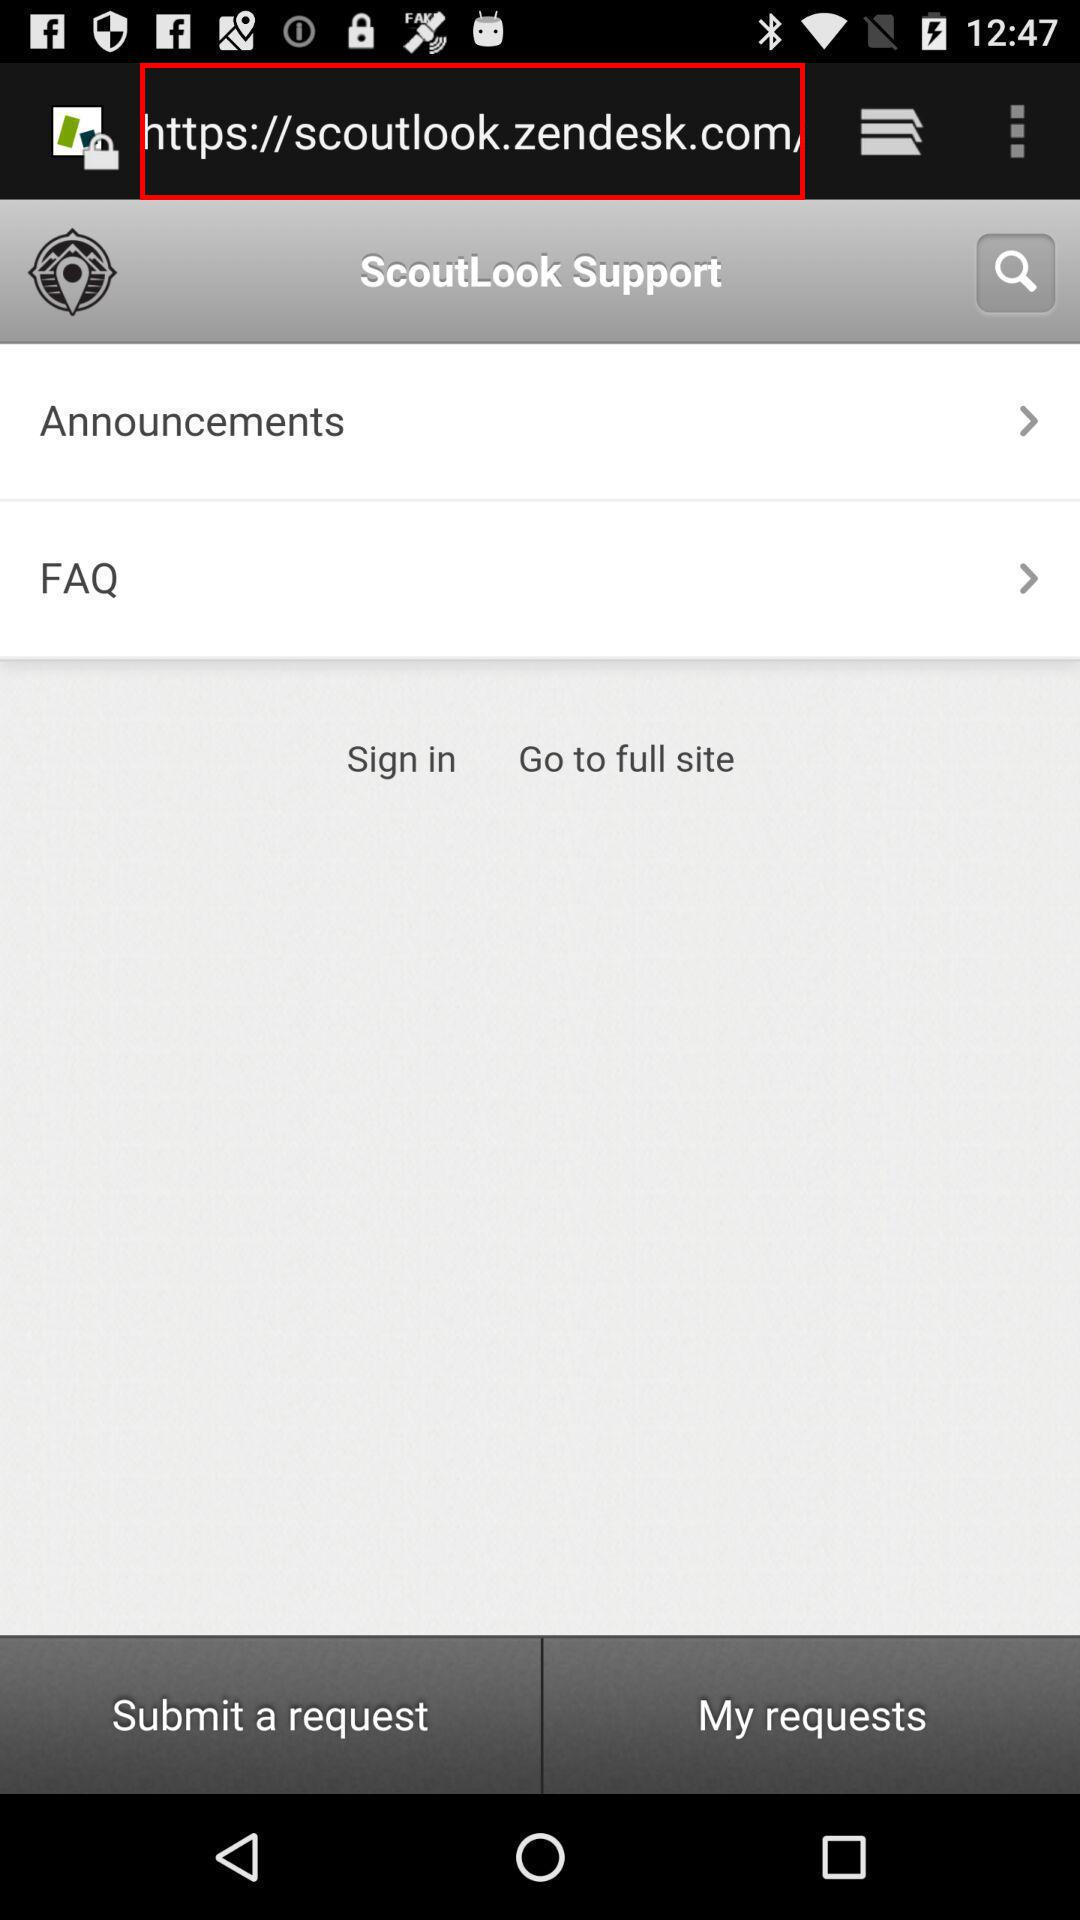 FAKE
12:47
https://scoutlook.zendesk.com/
ScoutLook Support
Announcements
FAQ
Sign in Go to full site
Submit a request My requests